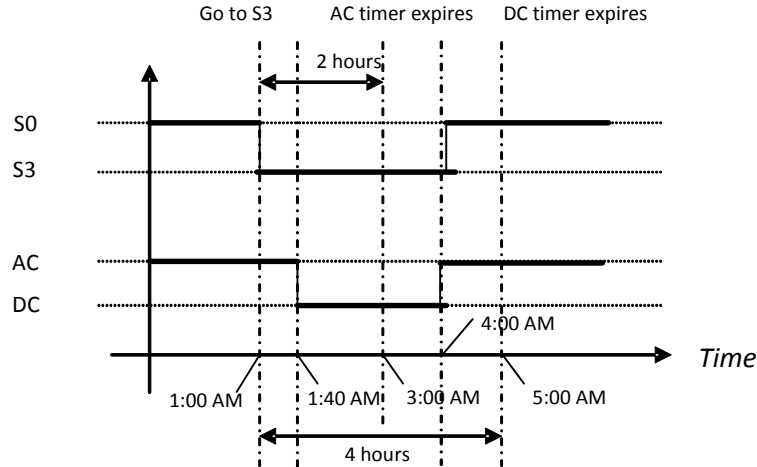 Go to S3 AC timer expires DC timer expires
2 hours
S0
S3
AC
DC
4:00 AM
Time
1:00 AM 1:40 AM 3:00 AM 5:00 AM
4 hours